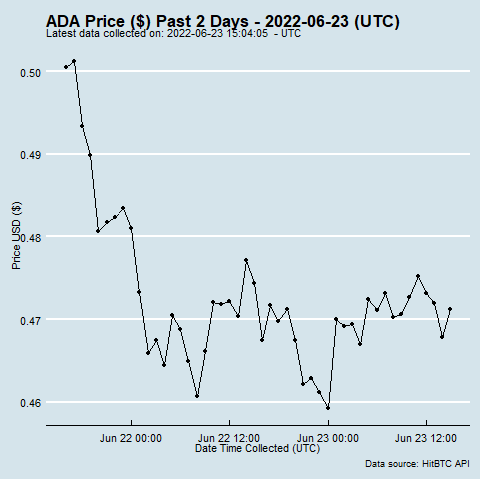 ADA Price ($) Past 2 Days - 2022-06-23 (UTC)
Latest data collected on: 2022-06-23 15:04:05 - UTC
0.50
0.49
0.48
0.47
0.46
Price USD ($)
Jun 22 00:00 Jun 22 12:00 Jun 23 00:00 Jun 23 12:00
Date Time Collected (UTC)
Data source: HitBTC API